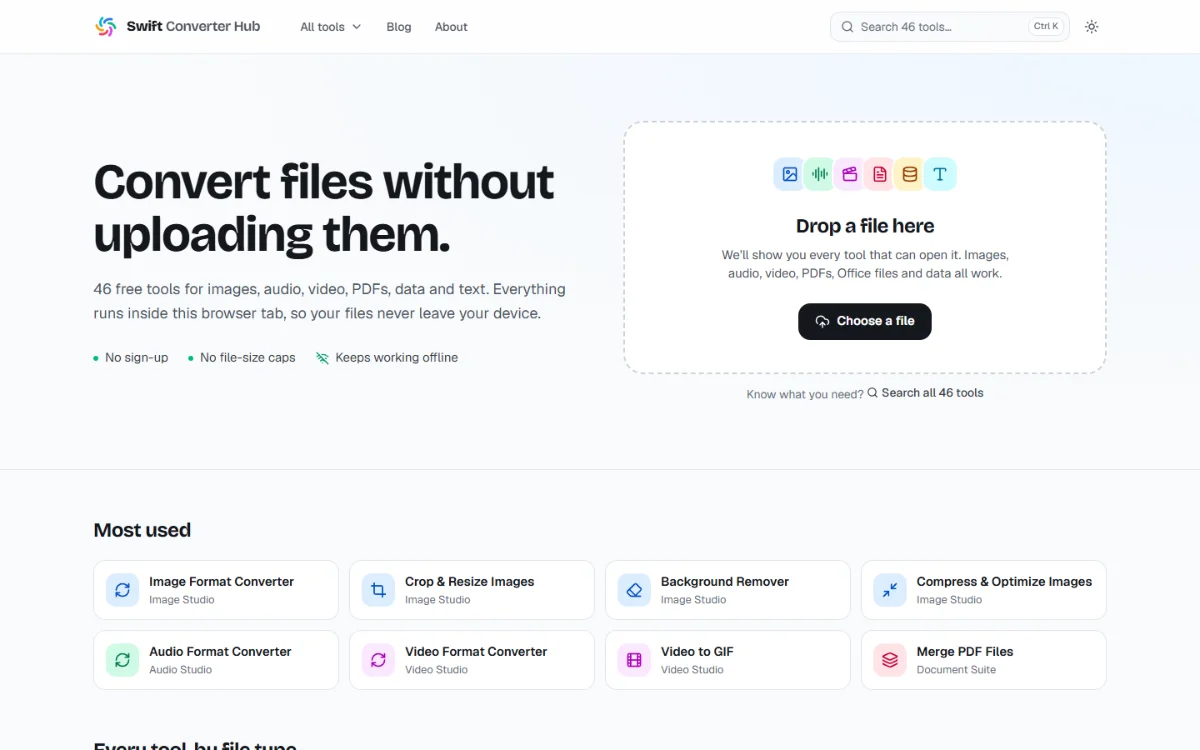 Swift Converter Hub
All tools
Blog
About
Search 46 tools...
Ctrl K
Convert files without
uploading them.
46 free tools for images, audio, video, PDFs, data and text. Everything
runs inside this browser tab, so your files never leave your device.
No sign-up
No file-size caps
Keeps working offline
Drop a file here
We'll show you every tool that can open it. Images,
audio, video, PDFs, Office files and data all work.
Choose a file
Know what you need? Search all 46 tools
Most used
Image Format Converter
Image Studio
Crop & Resize Images
Image Studio
Background Remover
Image Studio
Compress & Optimize Images
Image Studio
Audio Format Converter
Audio Studio
Video Format Converter
Video Studio
Video to GIF
Video Studio
Merge PDF Files
Document Suite
Every tool, by file type